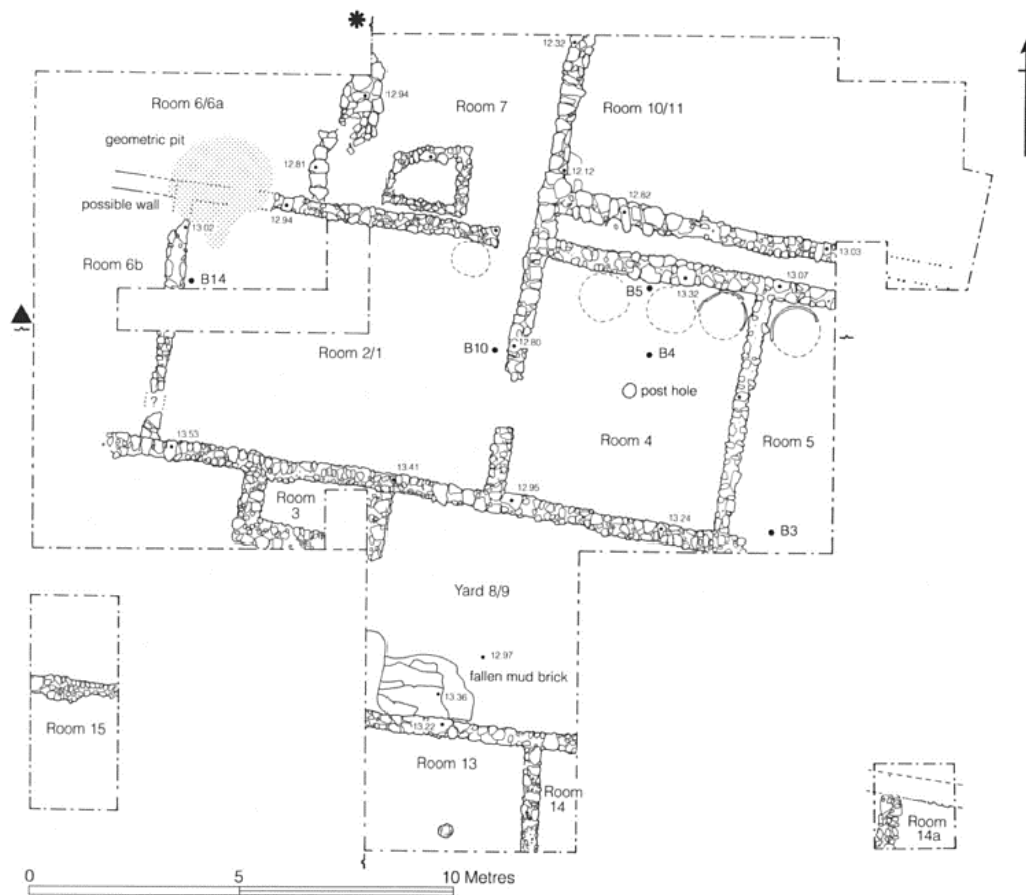 12.32
12.94
Room 6/6a
Room 7
Room 10/11
geometric pit
12.81
12.12
12.62
possible wall
12.94
13.02
13.03
Room 6b
B14
B5
13.32
13.07
Room 2/1
B10
12.80
B4
post hole
?
Room 4
Room 5
13.53
13.41
Room
3
12.95
13.24
B3
Yard 8/9
12.97
fallen mud brick
13.36
13.22
Room 15
Room 13
Room
14
Room
14a
0
5
10 Metres